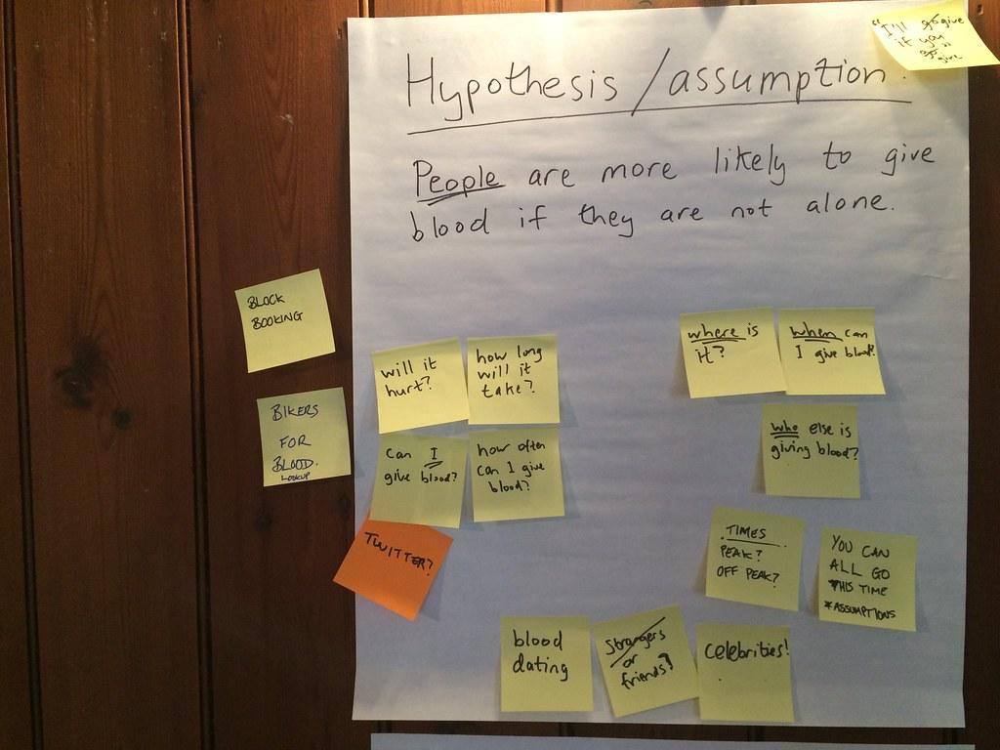 Hypothesis / assumption.
People are more likely to give
blood if they are not alone.
"I'll give
it you
give
BLOCK
BOOKING
BIKERS
FOR
BLOOD.
LOOKUP
will it
hurt?
how long
will it
take?
can I
give blood?
how often
can I give
blood?
TWITTER?
where is
it?
when can
I give blood?
who else is
giving blood?
TIMES
PEAK?
OFF PEAK?
YOU CAN
ALL GO
THIS TIME
*ASSUMPTIONS
blood
dating
strangers
or
friends?
celebrities!